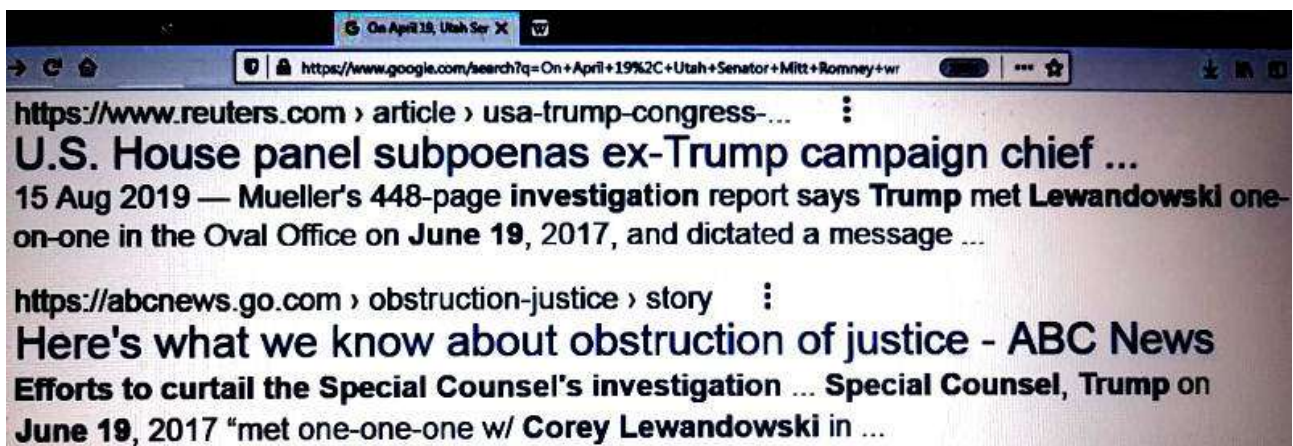 On April 19, Utah Ser
https://www.google.com/search?q=On+April+19%2C+Utah+Senator+Mitt+Romney+wr
https://www.reuters.com › article › usa-trump-congress-...
U.S. House panel subpoenas ex-Trump campaign chief ...
15 Aug 2019 — Mueller's 448-page investigation report says Trump met Lewandowski one-
on-one in the Oval Office on June 19, 2017, and dictated a message ...
https://abcnews.go.com › obstruction-justice › story
Here's what we know about obstruction of justice - ABC News
Efforts to curtail the Special Counsel's investigation ... Special Counsel, Trump on
June 19, 2017 “met one-one-one w/ Corey Lewandowski in ...